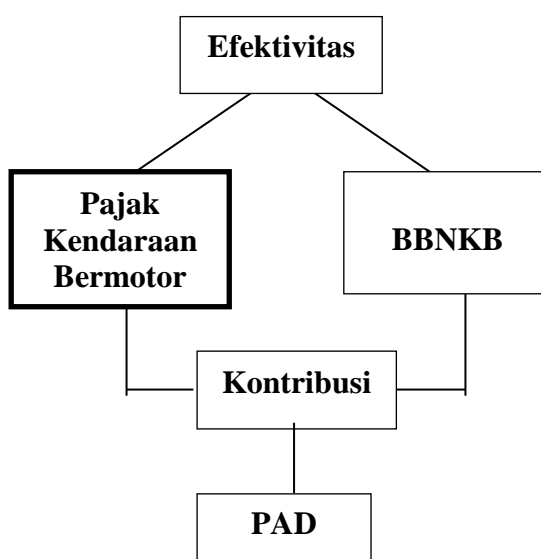 Efektivitas
Pajak
Kendaraan
Bermotor
BBNKB
Kontribusi
PAD